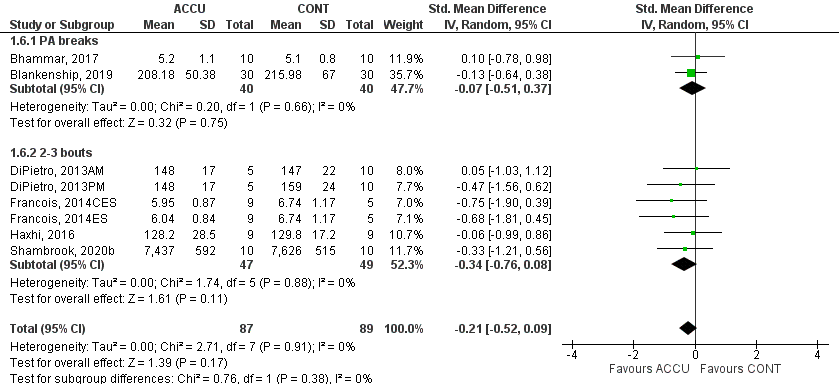 ACCU CONT Std. Mean Difference Std. Mean Difference
Study or Subgroup Mean SD Total Mean SD Total Weight IV, Random, 95% CI IV, Random, 95% CI
1.6.1 PA breaks
Bhammar, 2017 5.2 1.1 10 5.1 0.8 10 11.9% 0.10 [-0.78, 0.98]
Blankenship, 2019 208.18 50.38 30 215.98 67 30 35.7% -0.13 [-0.64, 0.38]
Subtotal (95% CI) 40 40 47.7% -0.07 [-0.51, 0.37]
Heterogeneity: Tau² = 0.00; Chi² = 0.20, df = 1 (P = 0.66); I² = 0%
Test for overall effect: Z = 0.32 (P = 0.75)
1.6.2 2-3 bouts
DiPietro, 2013AM 148 17 5 147 22 10 8.0% 0.05 [-1.03, 1.12]
DiPietro, 2013PM 148 17 5 159 24 10 7.7% -0.47 [-1.56, 0.62]
Francois, 2014CES 5.95 0.87 9 6.74 1.17 5 7.0% -0.75 [-1.90, 0.39]
Francois, 2014ES 6.04 0.84 9 6.74 1.17 5 7.1% -0.68 [-1.81, 0.45]
Haxhi, 2016 128.2 28.5 9 129.8 17.2 9 10.7% -0.06 [-0.99, 0.86]
Shambrook, 2020b 7,437 592 10 7,626 515 10 11.7% -0.33 [-1.21, 0.56]
Subtotal (95% CI) 47 49 52.3% -0.34 [-0.76, 0.08]
Heterogeneity: Tau² = 0.00; Chi² = 1.74, df = 5 (P = 0.88); I² = 0%
Test for overall effect: Z = 1.61 (P = 0.11)
Total (95% CI) 87 89 100.0% -0.21 [-0.52, 0.09]
Heterogeneity: Tau² = 0.00; Chi² = 2.71, df = 7 (P = 0.91); I² = 0%
Test for overall effect: Z = 1.39 (P = 0.17)
Test for subgroup differences: Chi² = 0.76, df = 1 (P = 0.38), I² = 0%
-4 -2 0 2 4
Favours ACCU Favours CONT